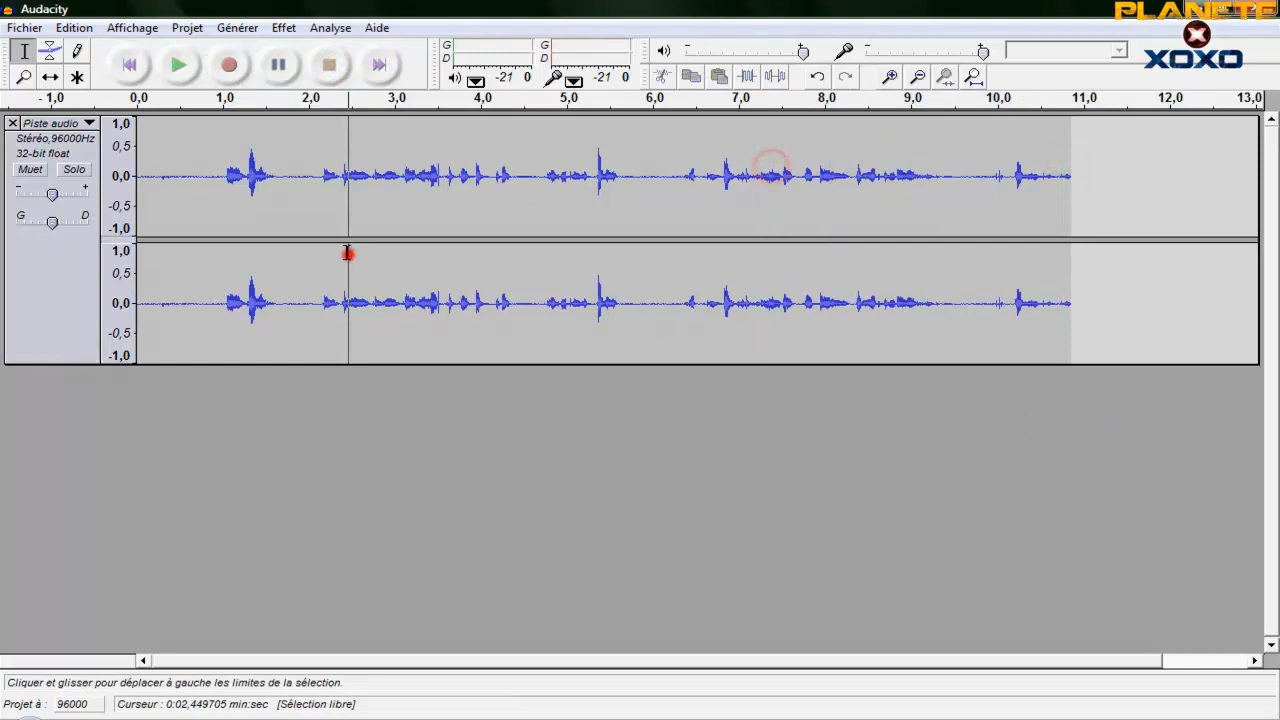 Audacity
PLANETE
XOXO
Fichier Edition Affichage Projet Générer Effet Analyse Aide
G
D
-21 0
G
D
-21 0
- 1,0 0,0 1,0 2,0 3,0 4,0 5,0 6,0 7,0 8,0 9,0 10,0 11,0 12,0 13,0
Piste audio
Stéréo,96000Hz
32-bit float
Muet Solo
- +
G D
1,0
0,5
0,0
-0,5
-1,0
1,0
0,5
0,0
-0,5
-1,0
Cliquer et glisser pour déplacer à gauche les limites de la sélection.
Projet à : 96000 Curseur : 0:02,449705 min:sec [Sélection libre]